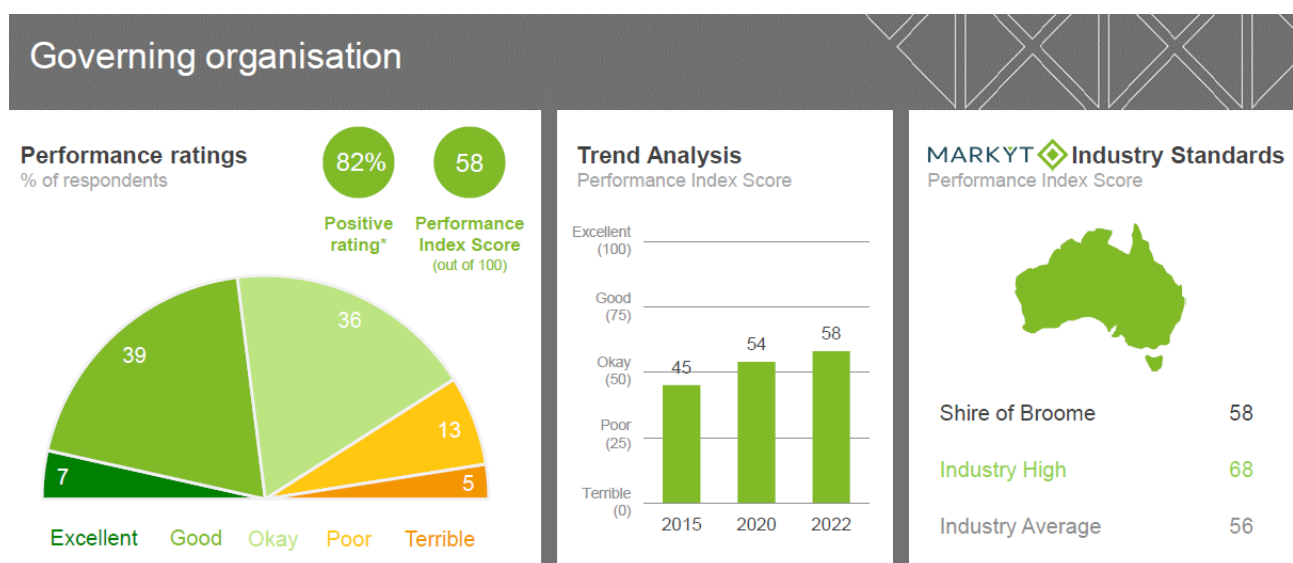 Governing organisation
Performance ratings
% of respondents
82%
58
Positive
rating*
Performance
Index Score
(out of 100)
7
39
36
13
5
Excellent
Good
Okay
Poor
Terrible
Trend Analysis
Performance Index Score
Excellent
(100)
Good
(75)
Okay
(50)
Poor
(25)
Terrible
(0)
45
54
58
2015
2020
2022
MARKYT Industry Standards
Performance Index Score
Shire of Broome 58
Industry High 68
Industry Average 56